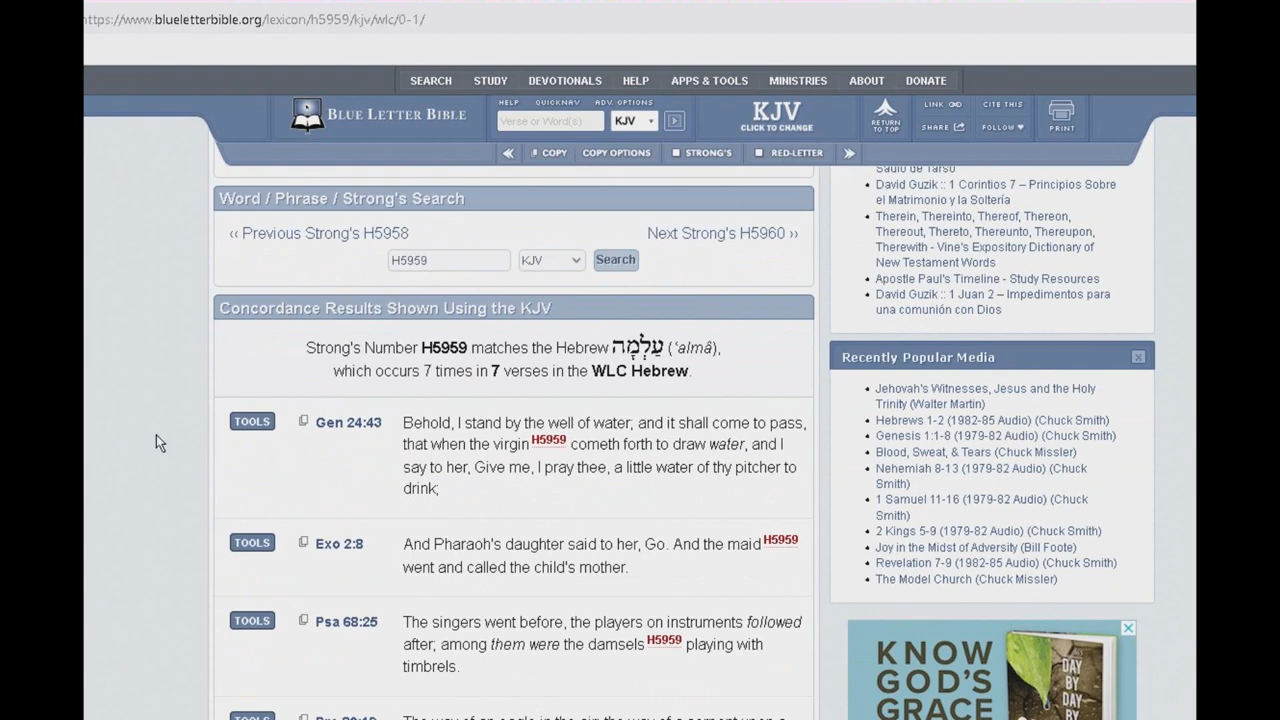 https://www.blueletterbible.org/lexicon/h5959/kjv/wlc/0-1/
SEARCH STUDY DEVOTIONALS HELP APPS & TOOLS MINISTRIES ABOUT DONATE
BLUE LETTER BIBLE
HELP QUICKNAV ADV. OPTIONS
Verse or Word(s) KJV
KJV
CLICK TO CHANGE
RETURN
TO TOP
LINK CITE THIS
SHARE FOLLOW
PRINT
COPY COPY OPTIONS STRONG'S RED-LETTER
Word / Phrase / Strong's Search
‹‹ Previous Strong's H5958 Next Strong's H5960 ››
H5959 KJV Search
Concordance Results Shown Using the KJV
Strong's Number H5959 matches the Hebrew עַלְמָה (ʿalmâ),
which occurs 7 times in 7 verses in the WLC Hebrew.
TOOLS Gen 24:43 Behold, I stand by the well of water; and it shall come to pass,
that when the virgin H5959 cometh forth to draw water, and I
say to her, Give me, I pray thee, a little water of thy pitcher to
drink;
TOOLS Exo 2:8 And Pharaoh's daughter said to her, Go. And the maid H5959
went and called the child's mother.
TOOLS Psa 68:25 The singers went before, the players on instruments followed
after; among them were the damsels H5959 playing with
timbrels.
Saulo de Tarso
David Guzik :: 1 Corintios 7 – Principios Sobre
el Matrimonio y la Soltería
Therein, Thereinto, Thereof, Thereon,
Thereout, Thereto, Thereunto, Thereupon,
Therewith - Vine's Expository Dictionary of
New Testament Words
Apostle Paul's Timeline - Study Resources
David Guzik :: 1 Juan 2 – Impedimentos para
una comunión con Dios
Recently Popular Media
Jehovah's Witnesses, Jesus and the Holy
Trinity (Walter Martin)
Hebrews 1-2 (1982-85 Audio) (Chuck Smith)
Genesis 1:1-8 (1979-82 Audio) (Chuck Smith)
Blood, Sweat, & Tears (Chuck Missler)
Nehemiah 8-13 (1979-82 Audio) (Chuck
Smith)
1 Samuel 11-16 (1979-82 Audio) (Chuck
Smith)
2 Kings 5-9 (1979-82 Audio) (Chuck Smith)
Joy in the Midst of Adversity (Bill Foote)
Revelation 7-9 (1982-85 Audio) (Chuck Smith)
The Model Church (Chuck Missler)
KNOW
GOD'S
GRACE
DAY
BY
DAY